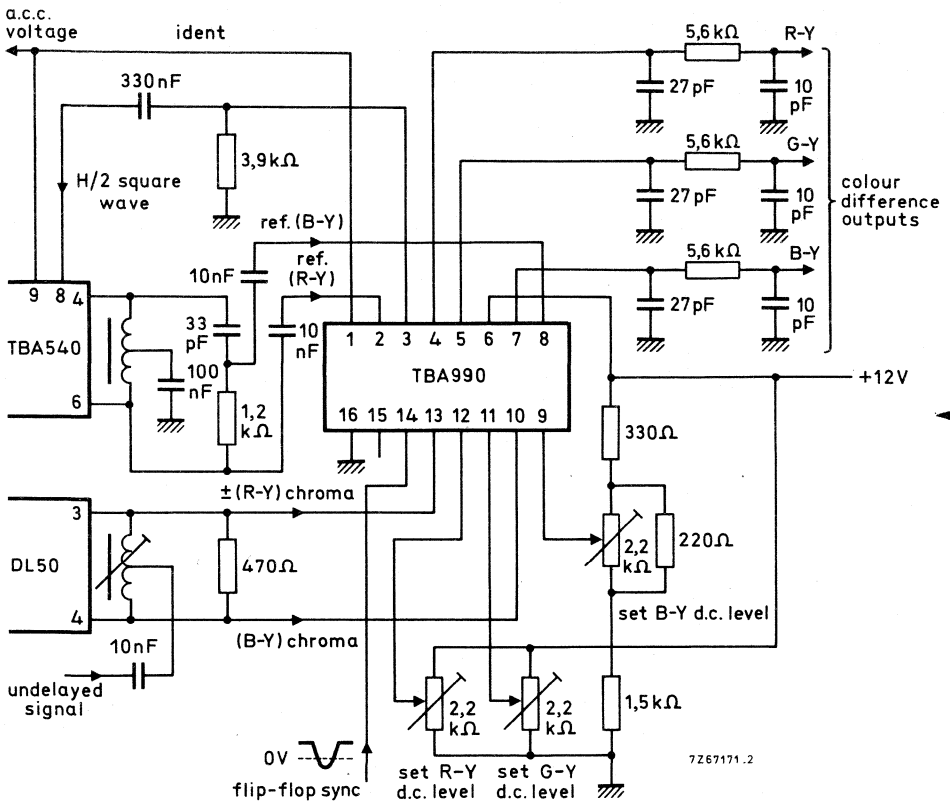 a.c.c.
voltage
ident
330nF
3,9kΩ
H/2 square
wave
ref.(B-Y)
ref.
(R-Y)
10nF
10
nF
33
pF
100
nF
1,2
kΩ
9 8 4
TBA540
6
1 2 3 4 5 6 7 8
TBA990
16 15 14 13 12 11 10 9
5,6kΩ
R-Y
27pF
10
pF
5,6kΩ
G-Y
27pF
10
pF
5,6kΩ
B-Y
27pF
10
pF
colour
difference
outputs
+12V
330Ω
2,2
kΩ
220Ω
set B-Y d.c. level
±(R-Y) chroma
3
DL50
4
470Ω
(B-Y) chroma
10nF
undelayed
signal
2,2
kΩ
2,2
kΩ
1,5kΩ
0V
flip-flop sync
set R-Y
d.c. level
set G-Y
d.c. level
7Z67171.2